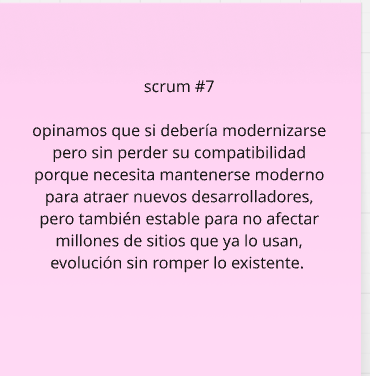 scrum #7
opinamos que si debería modernizarse
pero sin perder su compatibilidad
porque necesita mantenerse moderno
para atraer nuevos desarrolladores,
pero también estable para no afectar
millones de sitios que ya lo usan,
evolución sin romper lo existente.